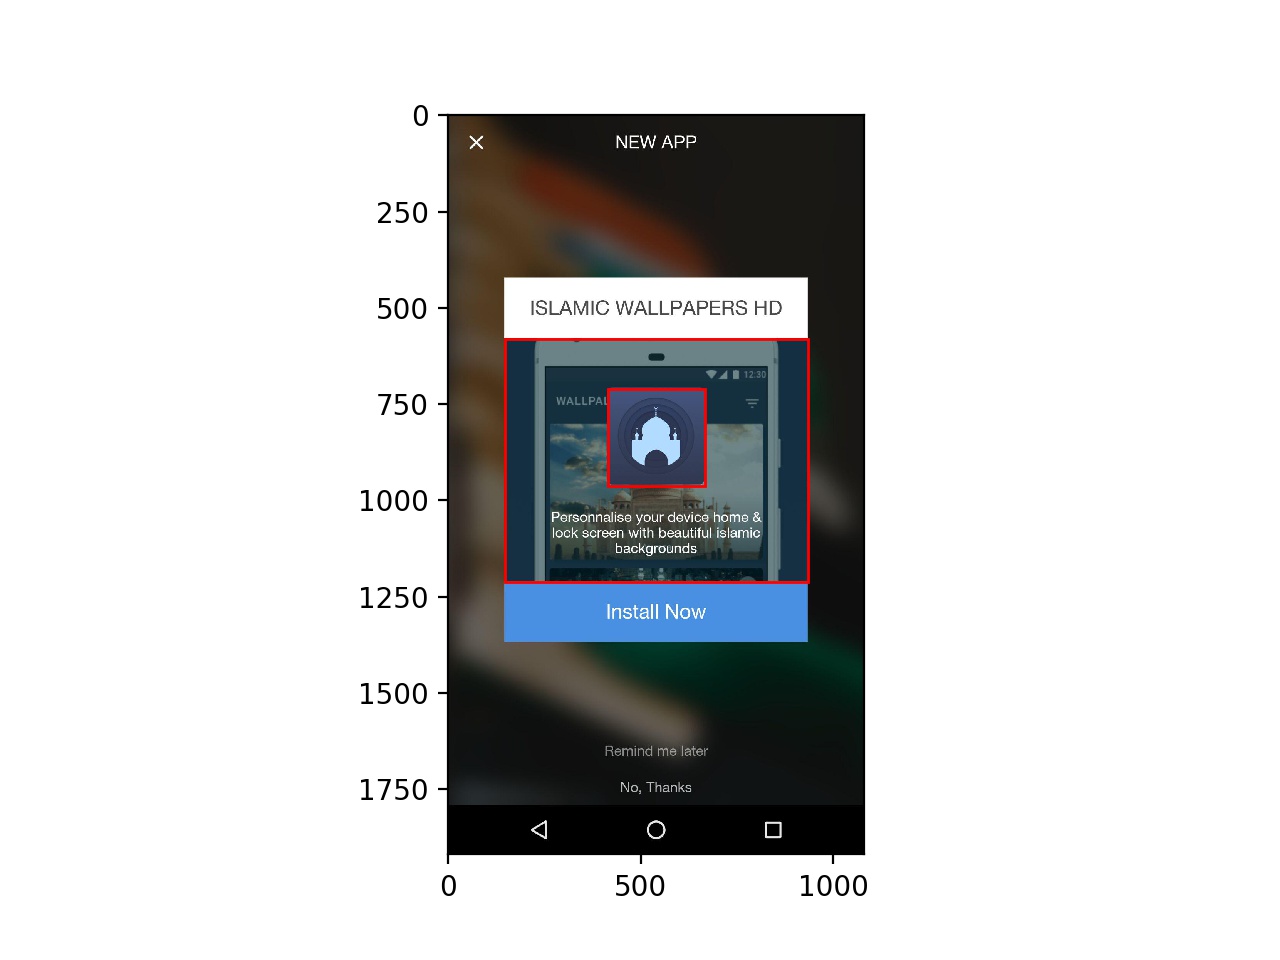 0
250
500
750
1000
1250
1500
1750
NEW APP
ISLAMIC WALLPAPERS HD
12:30
WALLPA
Personnalise your device home &
lock screen with beautiful islamic
backgrounds
Install Now
Remind me later
No, Thanks
0
500
1000